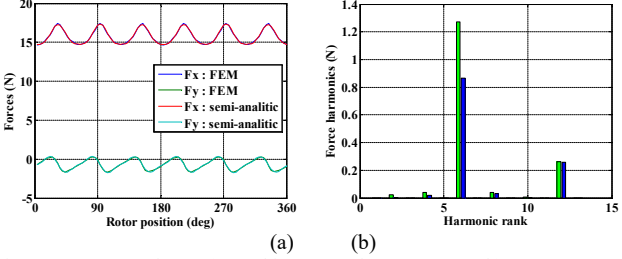 20
15
10
5
0
-5
Forces (N)
Fx : FEM
Fy : FEM
Fx : semi-analitic
Fy : semi-analitic
0
90
180
270
360
Rotor position (deg)
(a)
1.4
1.2
1
0.8
0.6
0.4
0.2
0
Force harmonics (N)
0
5
10
15
Harmonic rank
(b)